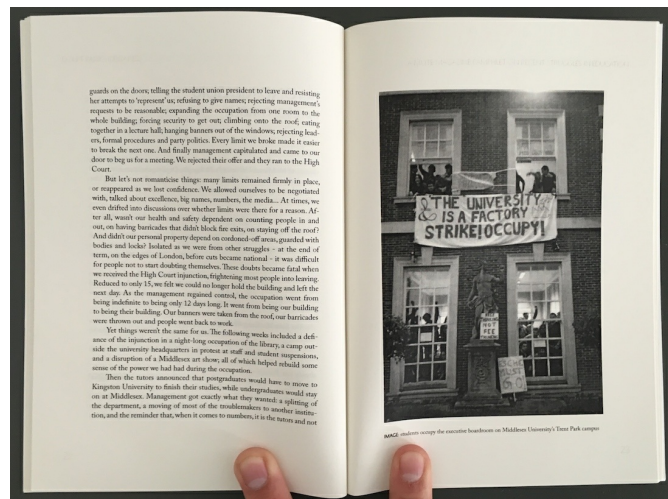 guards on the doors; telling the student union president to leave and resisting
her attempts to 'represent' us; refusing to give names; rejecting management's
requests to be reasonable; expanding the occupation from one room to the
whole building; forcing security to get out; climbing onto the roof; eating
together in a lecture hall; hanging banners out of the windows; rejecting lead-
ers, formal procedures and party politics. Every limit we broke made it easier
to break the next one. And finally management capitulated and came to our
door to beg us for a meeting. We rejected their offer and they ran to the High
Court.
But let's not romanticise things: many limits remained firmly in place,
or reappeared as we lost confidence. We allowed ourselves to be negotiated
with, talked about excellence, big names, numbers, the media... At times, we
even drifted into discussions over whether limits were there for a reason. Af-
ter all, wasn't our health and safety dependent on counting people in and
out, on having barricades that didn't block fire exits, on staying off the roof?
And didn't our personal property depend on cordoned-off areas, guarded with
bodies and locks? Isolated as we were from other struggles - at the end of
term, on the edges of London, before cuts became national - it was difficult
for people not to start doubting themselves. These doubts became fatal when
we received the High Court injunction, frightening most people into leaving.
Reduced to only 15, we felt we could no longer hold the building and left the
next day. As the management regained control, the occupation went from
being indefinite to being only 12 days long. It went from being our building
to being their building. Our banners were taken from the roof, our barricades
were thrown out and people went back to work.
Yet things weren't the same for us. The following weeks included a defi-
ance of the injunction in a night-long occupation of the library, a camp out-
side the university headquarters in protest at staff and student suspensions,
and a disruption of a Middlesex art show; all of which helped rebuild some
sense of the power we had had during the occupation.
Then the tutors announced that postgraduates would have to move to
Kingston University to finish their studies, while undergraduates would stay
on at Middlesex. Management got exactly what they wanted: a splitting of
the department, a moving of most of the troublemakers to another institu-
tion, and the reminder that, when it comes to numbers, it is the tutors and not
& THE UNIVERSITY
IS A FACTORY
STRIKE! OCCUPY!
NOT
IMAGE students occupy the executive boardroom on Middlesex University's Trent Park campus